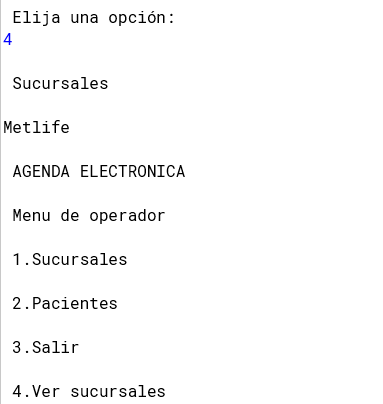 Elija una opción:
4
Sucursales
Metlife
AGENDA ELECTRONICA
Menu de operador
1.Sucursales
2.Pacientes
3.Salir
4.Ver sucursales